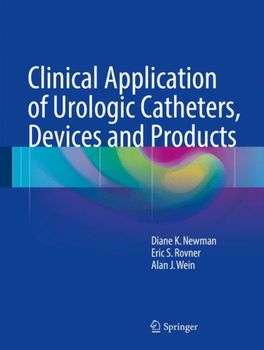 Clinical Application
of Urologic Catheters,
Devices and Products
Diane K. Newman
Eric S. Rovner
Alan J. Wein
Springer